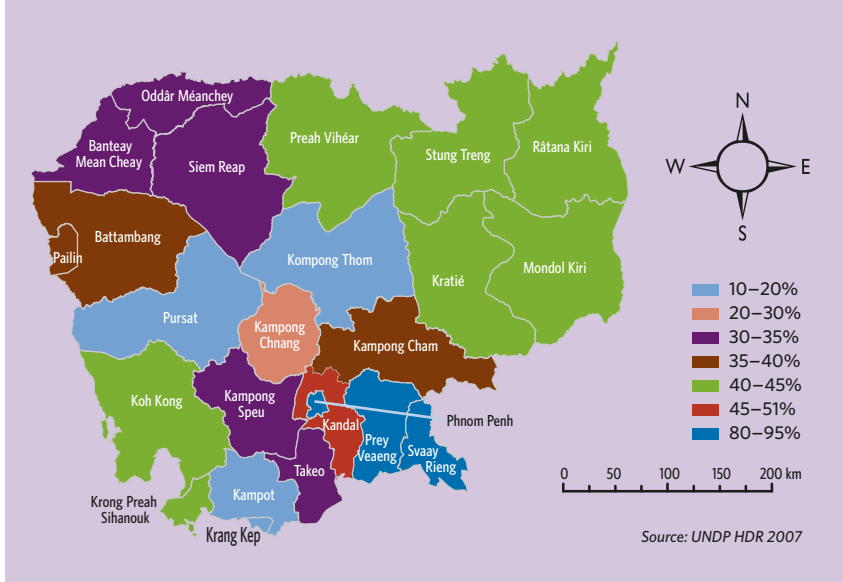 Oddâr Méanchey
Banteay
Mean Cheay
Siem Reap
Preah Vihéar
Stung Treng
Râtana Kiri
Battambang
Pailin
Kompong Thom
Kratié
Mondol Kiri
Pursat
Kampong
Chnang
Kampong Cham
Koh Kong
Kampong
Speu
Kandal
Phnom Penh
Prey
Veaeng
Svaay
Rieng
Takeo
Kampot
Krong Preah
Sihanouk
Krang Kep
N
W
E
S
10–20%
20–30%
30–35%
35–40%
40–45%
45–51%
80–95%
0 50 100 150 200 km
Source: UNDP HDR 2007